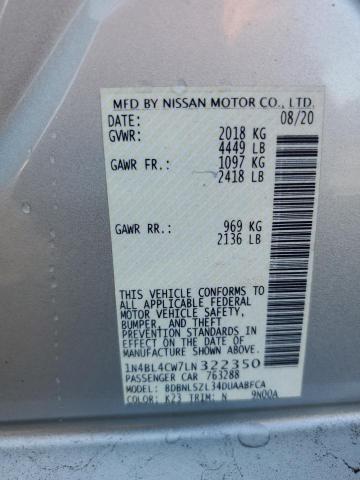 MFD BY NISSAN MOTOR CO., LTD.
DATE: 08/20
GVWR: 2018 KG
4449 LB
GAWR FR.: 1097 KG
2418 LB
GAWR RR.: 969 KG
2136 LB
THIS VEHICLE CONFORMS TO
ALL APPLICABLE FEDERAL
MOTOR VEHICLE SAFETY,
BUMPER, AND THEFT
PREVENTION STANDARDS
IN EFFECT ON THE DATE OF
MANUFACTURE SHOWN ABOVE.
1N4BL4CW7LN322350
PASSENGER CAR 763288
MODEL: BDBNLSZL34DUAABFCA
COLOR: K23 TRIM: N 9N00A